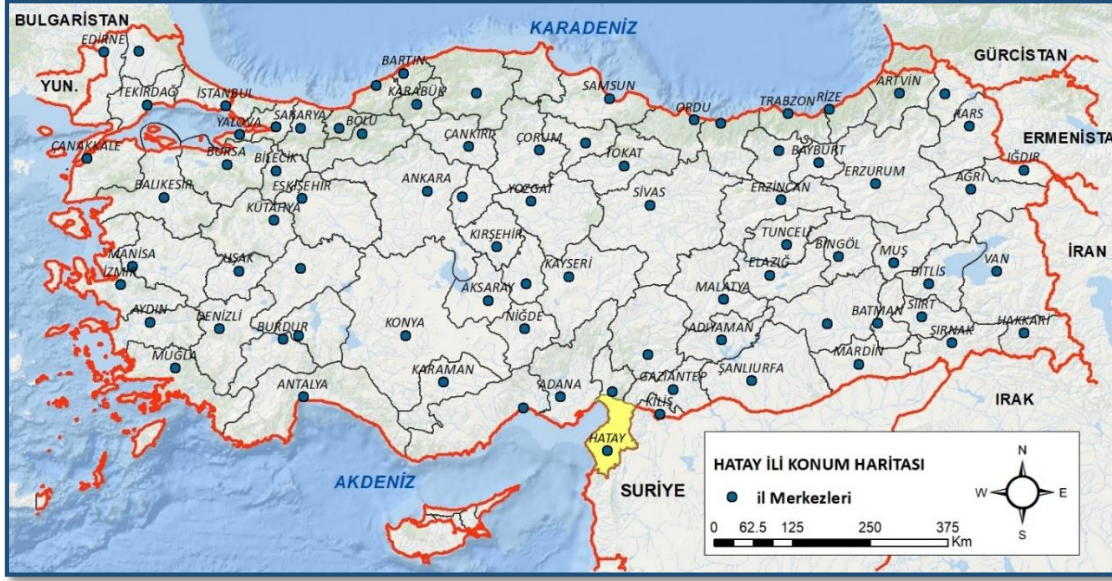 BULGARİSTAN
KARADENİZ
EDİRNE
GÜRCİSTAN
YUN.
BARTIN
TEKİRDAĞ
İSTANBUL
KARABÜK
SAMSUN
ARTVİN
ORDU
TRABZON
RİZE
KARS
YALOVA
SAKARYA
BOLU
ÇANKIRI
ÇORUM
ERMENİSTA
ÇANAKKALE
BURSA
BİLECİK
TOKAT
BAYBURT
IĞDIR
ERZURUM
AĞRI
BALIKESİR
ESKİŞEHİR
ANKARA
YOZGAT
SİVAS
ERZİNCAN
KÜTAHYA
KIRŞEHİR
TUNCELİ
BİNGÖL
MUŞ
İRAN
MANİSA
UŞAK
KAYSERİ
ELAZIĞ
BİTLİS
VAN
İZMİR
AKSARAY
MALATYA
SİİRT
AYDIN
DENİZLİ
BURDUR
KONYA
NİĞDE
ADIYAMAN
BATMAN
ŞIRNAK
HAKKARİ
MUĞLA
KARAMAN
GAZİANTEP
ŞANLIURFA
MARDİN
ANTALYA
ADANA
KİLİS
IRAK
HATAY
AKDENİZ
SURİYE
HATAY İLİ KONUM HARİTASI
il Merkezleri
0 62.5 125 250 375
Km
N
W
E
S